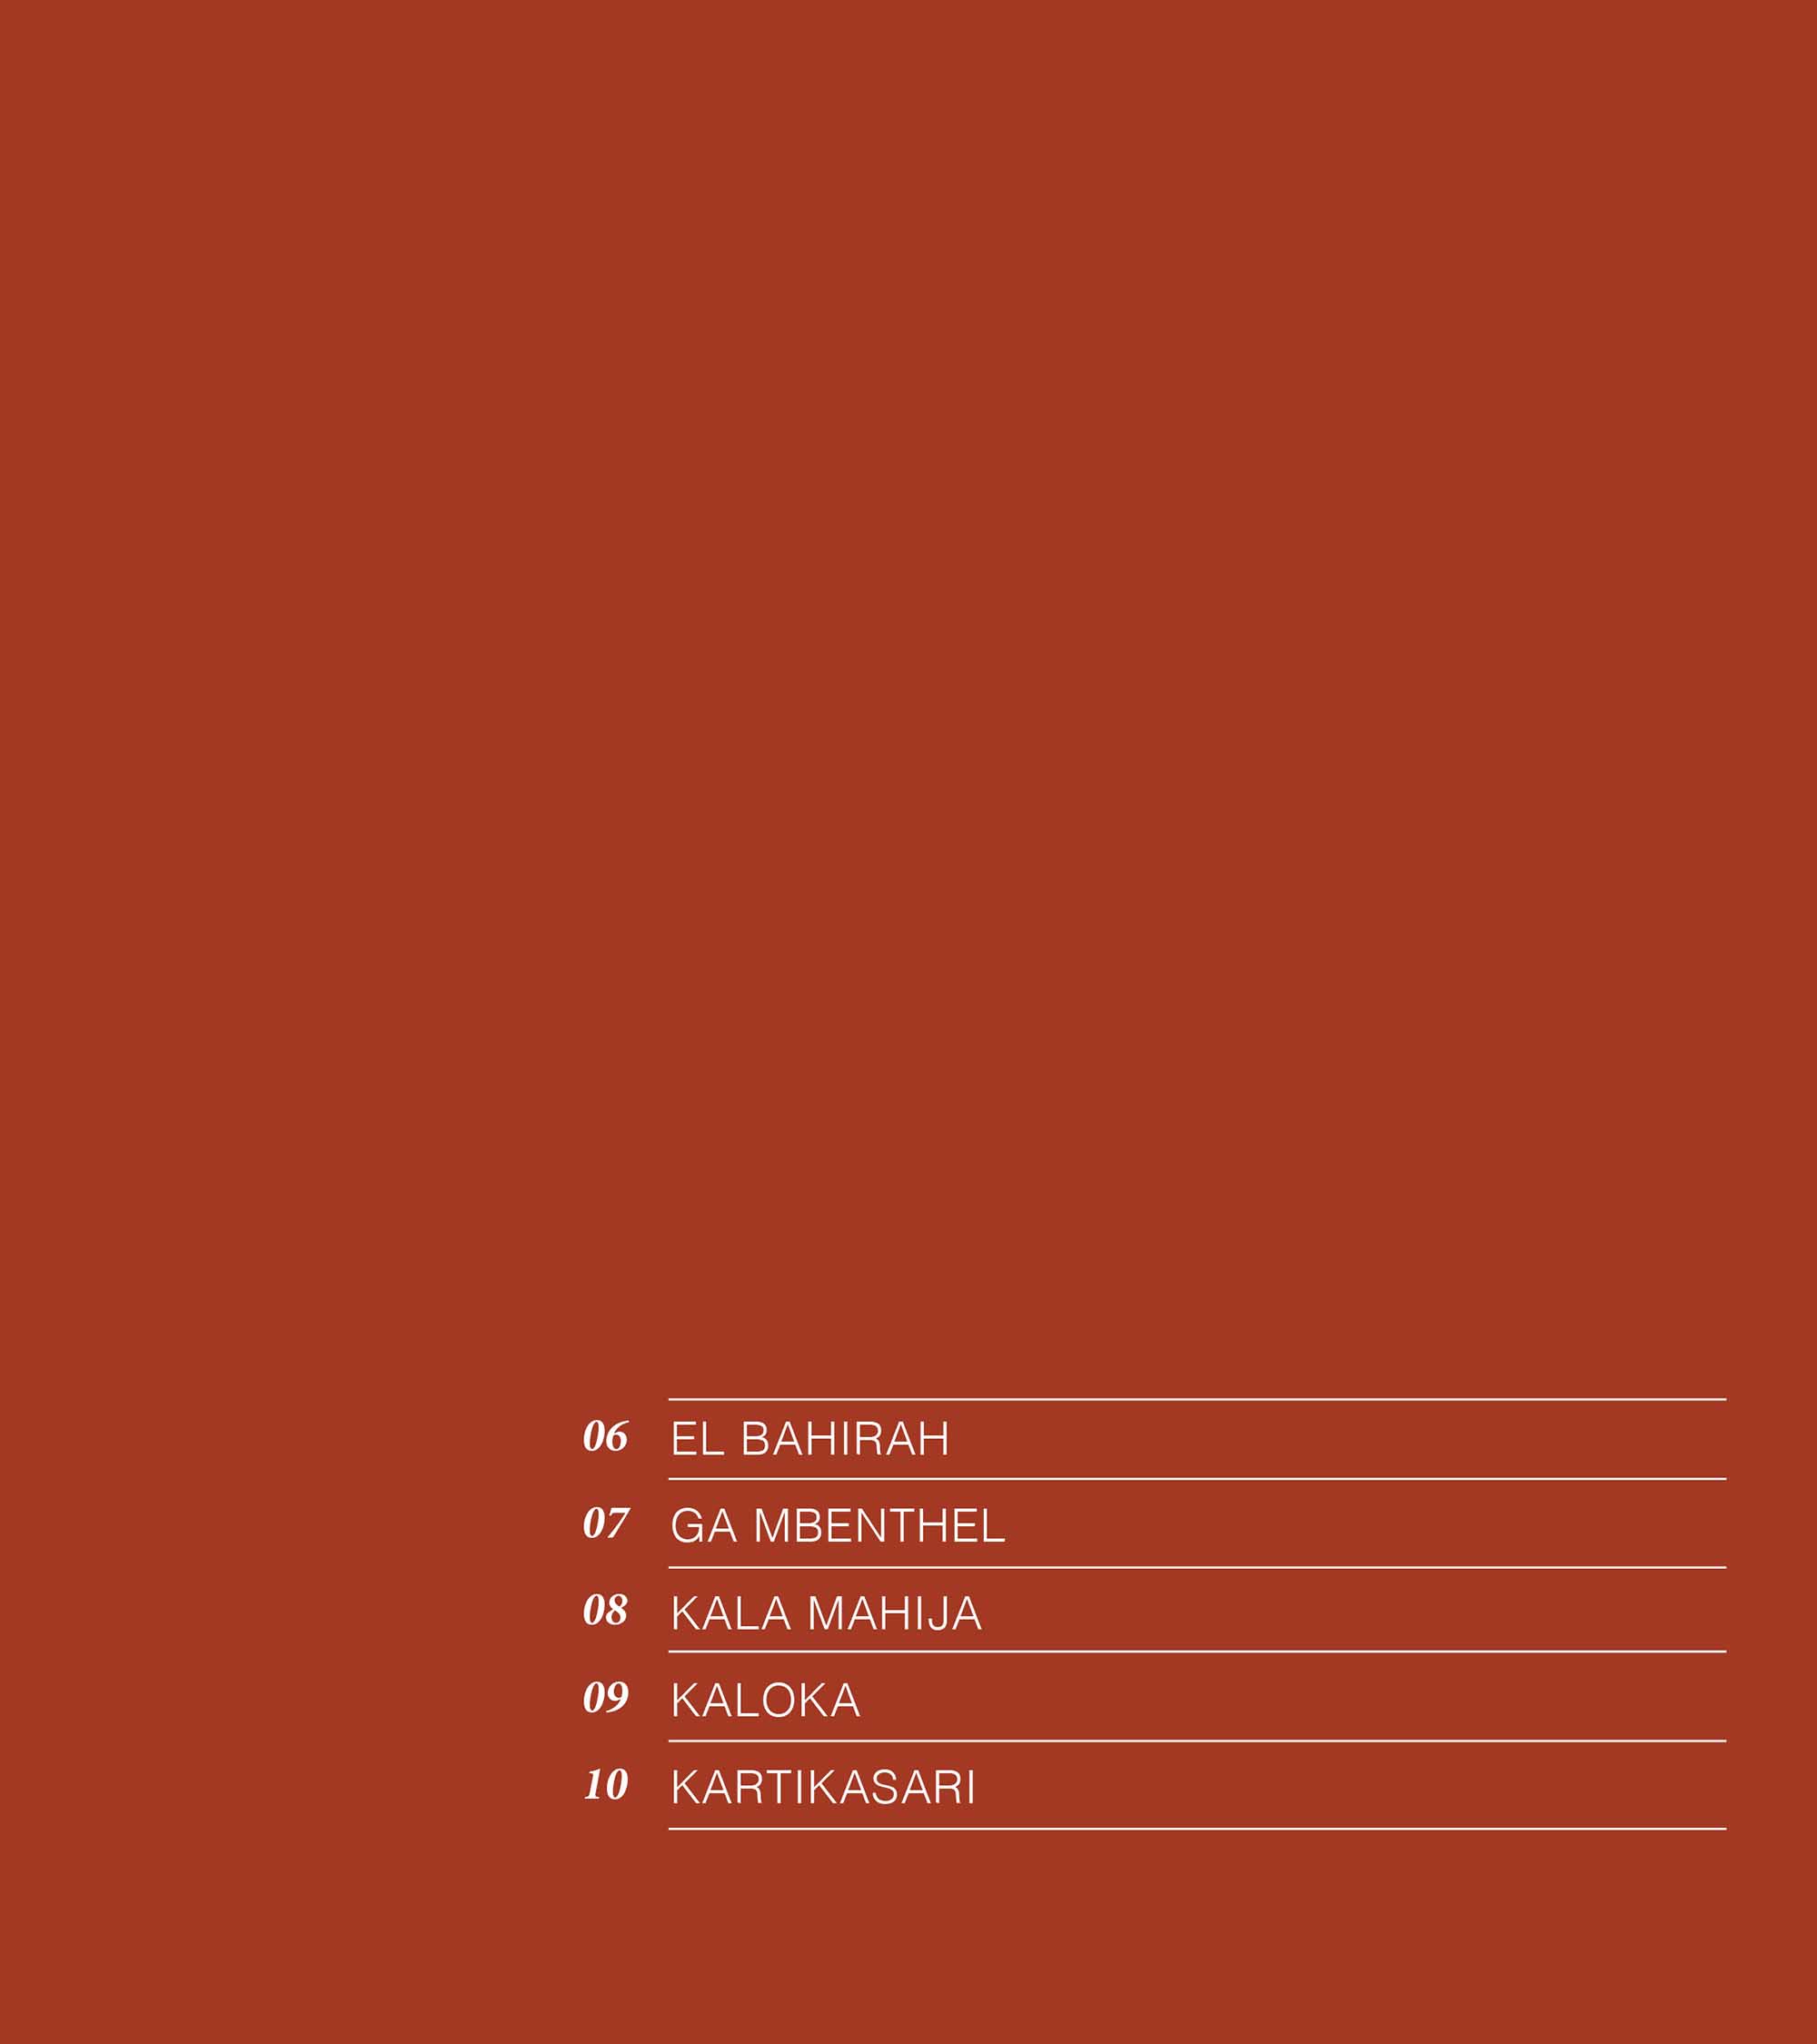 06 EL BAHIRAH
07 GA MBENTHEL
08 KALA MAHIJA
09 KALOKA
10 KARTIKASARI